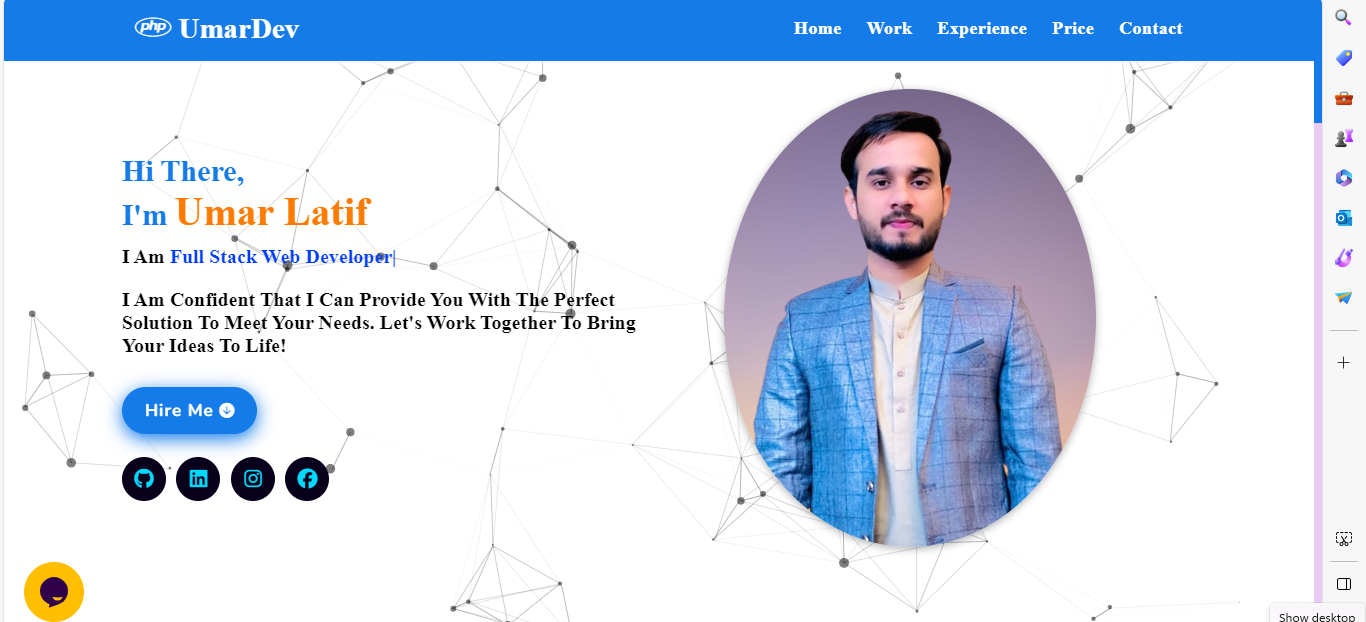 php UmarDev
Home Work Experience Price Contact
Hi There,
I'm Umar Latif
I Am Full Stack Web Developer|
I Am Confident That I Can Provide You With The Perfect
Solution To Meet Your Needs. Let's Work Together To Bring
Your Ideas To Life!
Hire Me
Show desktop